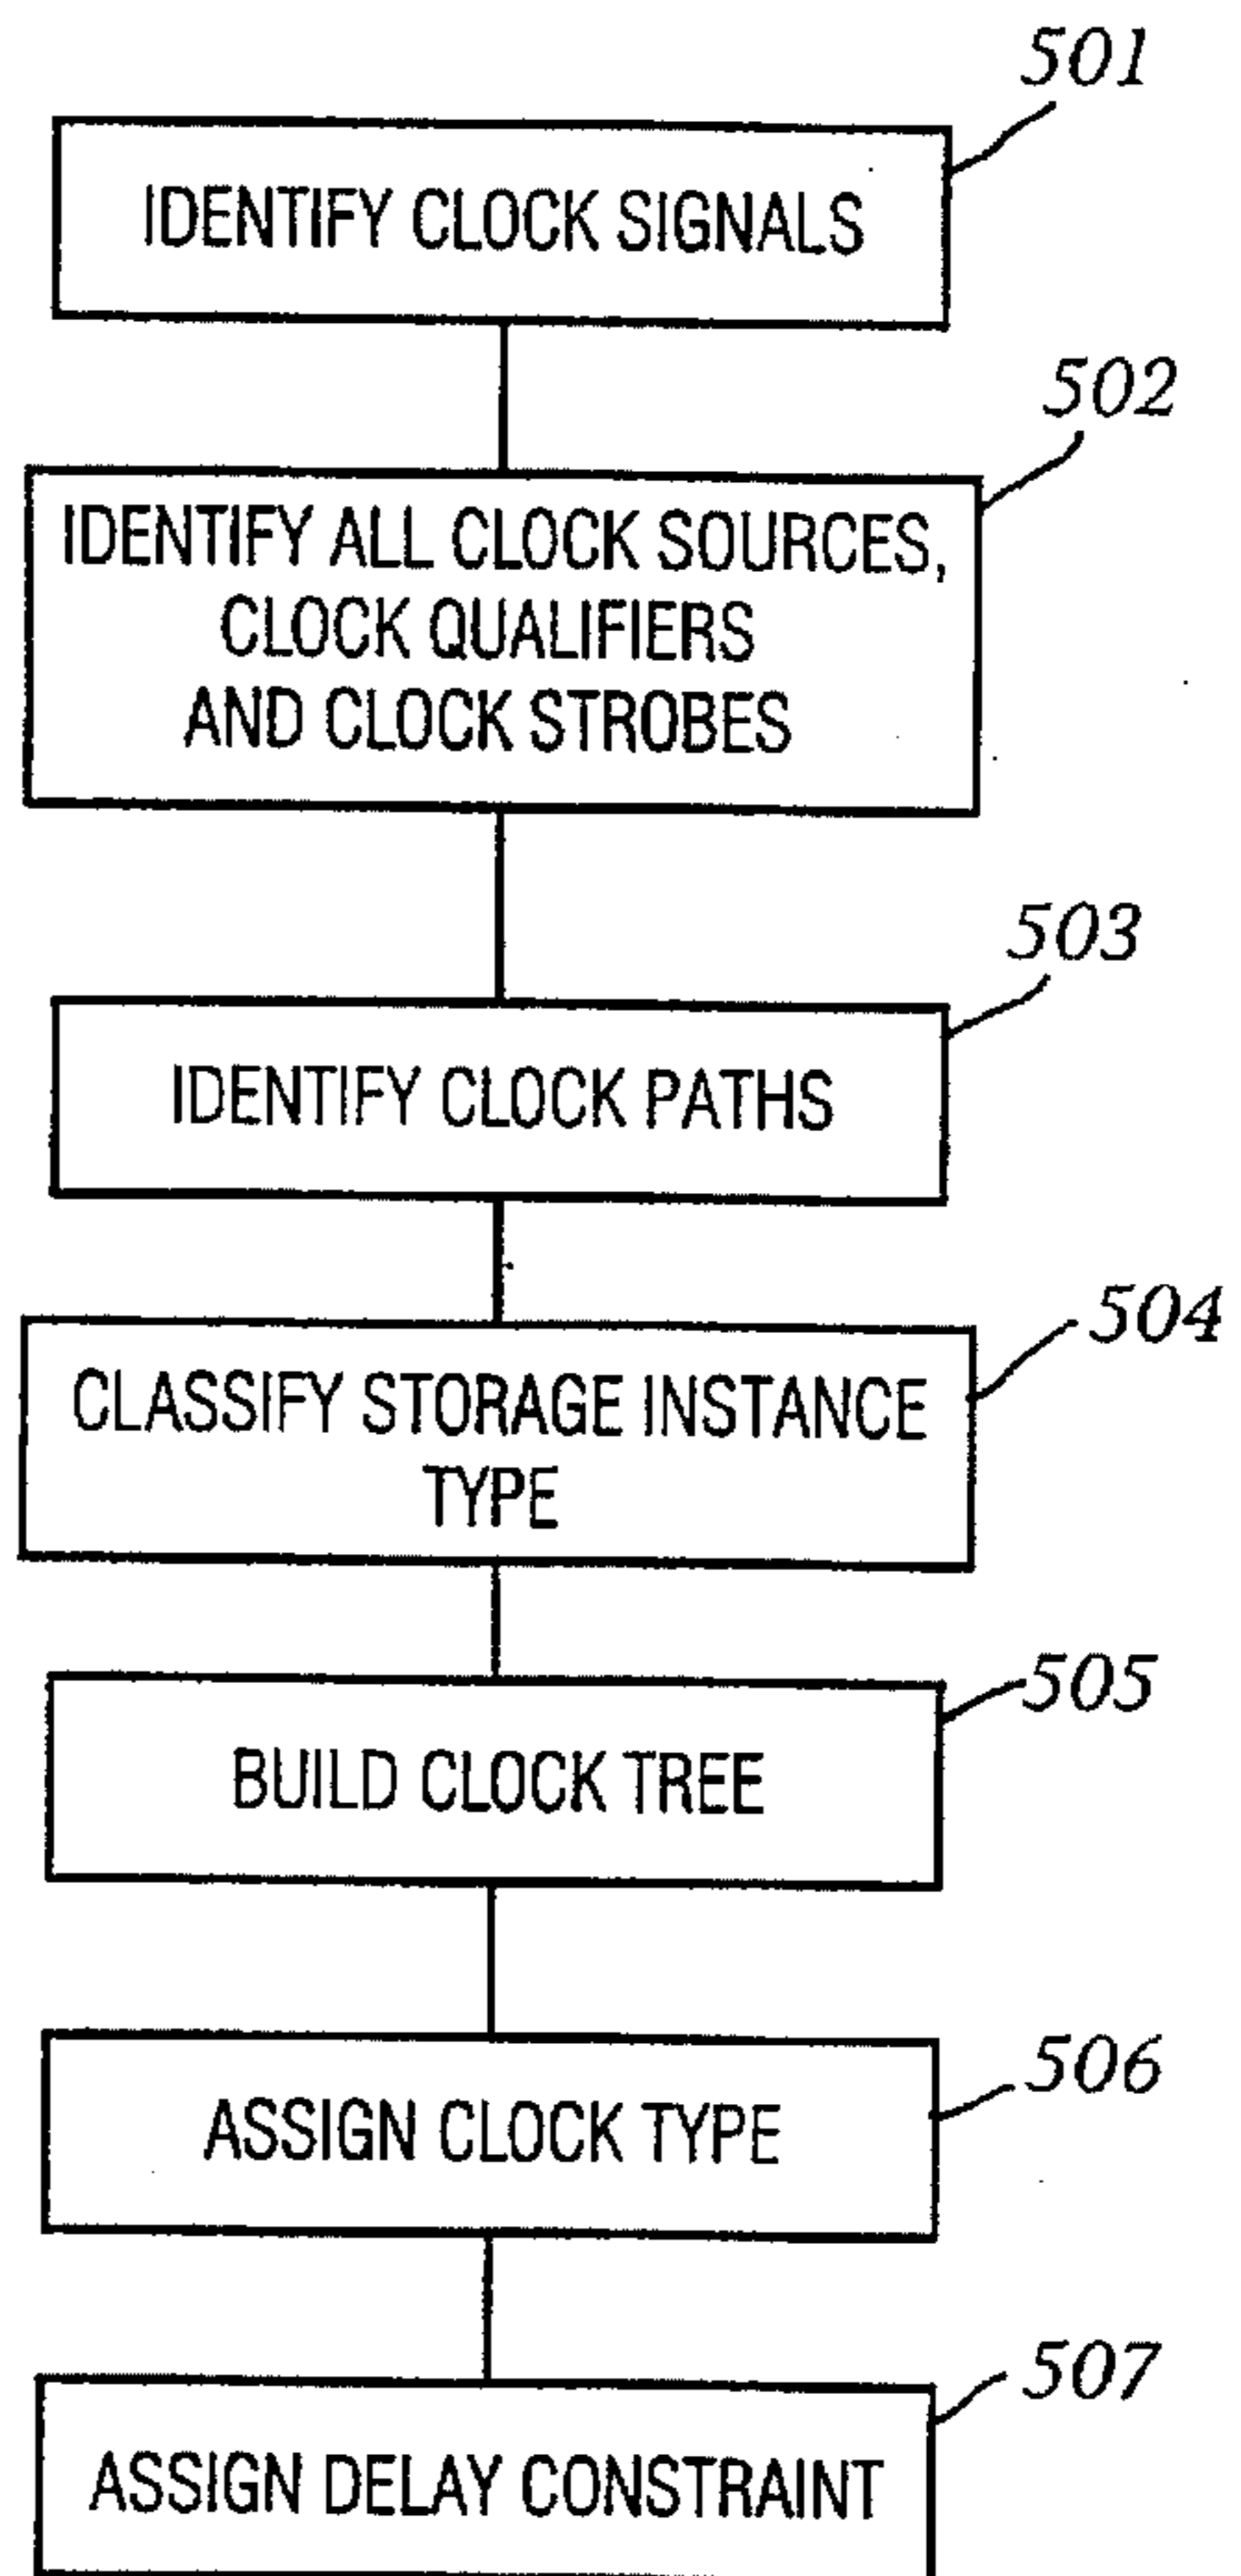 501
IDENTIFY CLOCK SIGNALS
502
IDENTIFY ALL CLOCK SOURCES,
CLOCK QUALIFIERS
AND CLOCK STROBES
503
IDENTIFY CLOCK PATHS
504
CLASSIFY STORAGE INSTANCE
TYPE
505
BUILD CLOCK TREE
506
ASSIGN CLOCK TYPE
507
ASSIGN DELAY CONSTRAINT